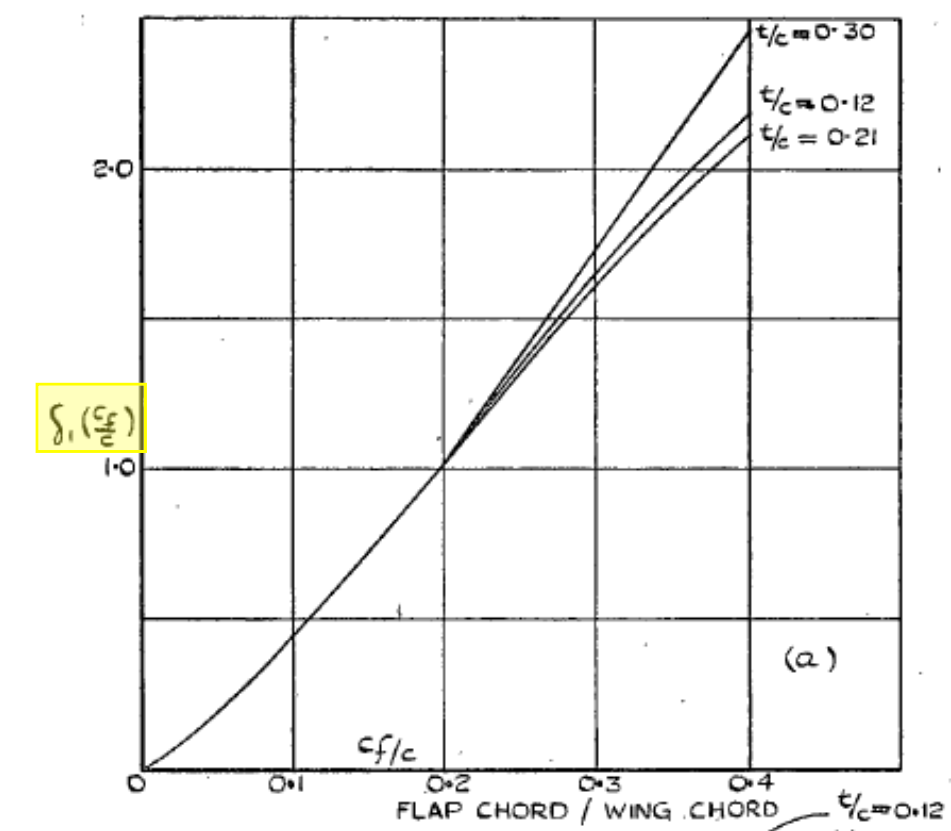 t/c = 0·30
t/c = 0·12
t/c = 0·21
2·0
δ₁(cf/c)
1·0
(a)
cf/c
0 0·1 0·2 0·3 0·4
FLAP CHORD / WING CHORD
t/c = 0·12